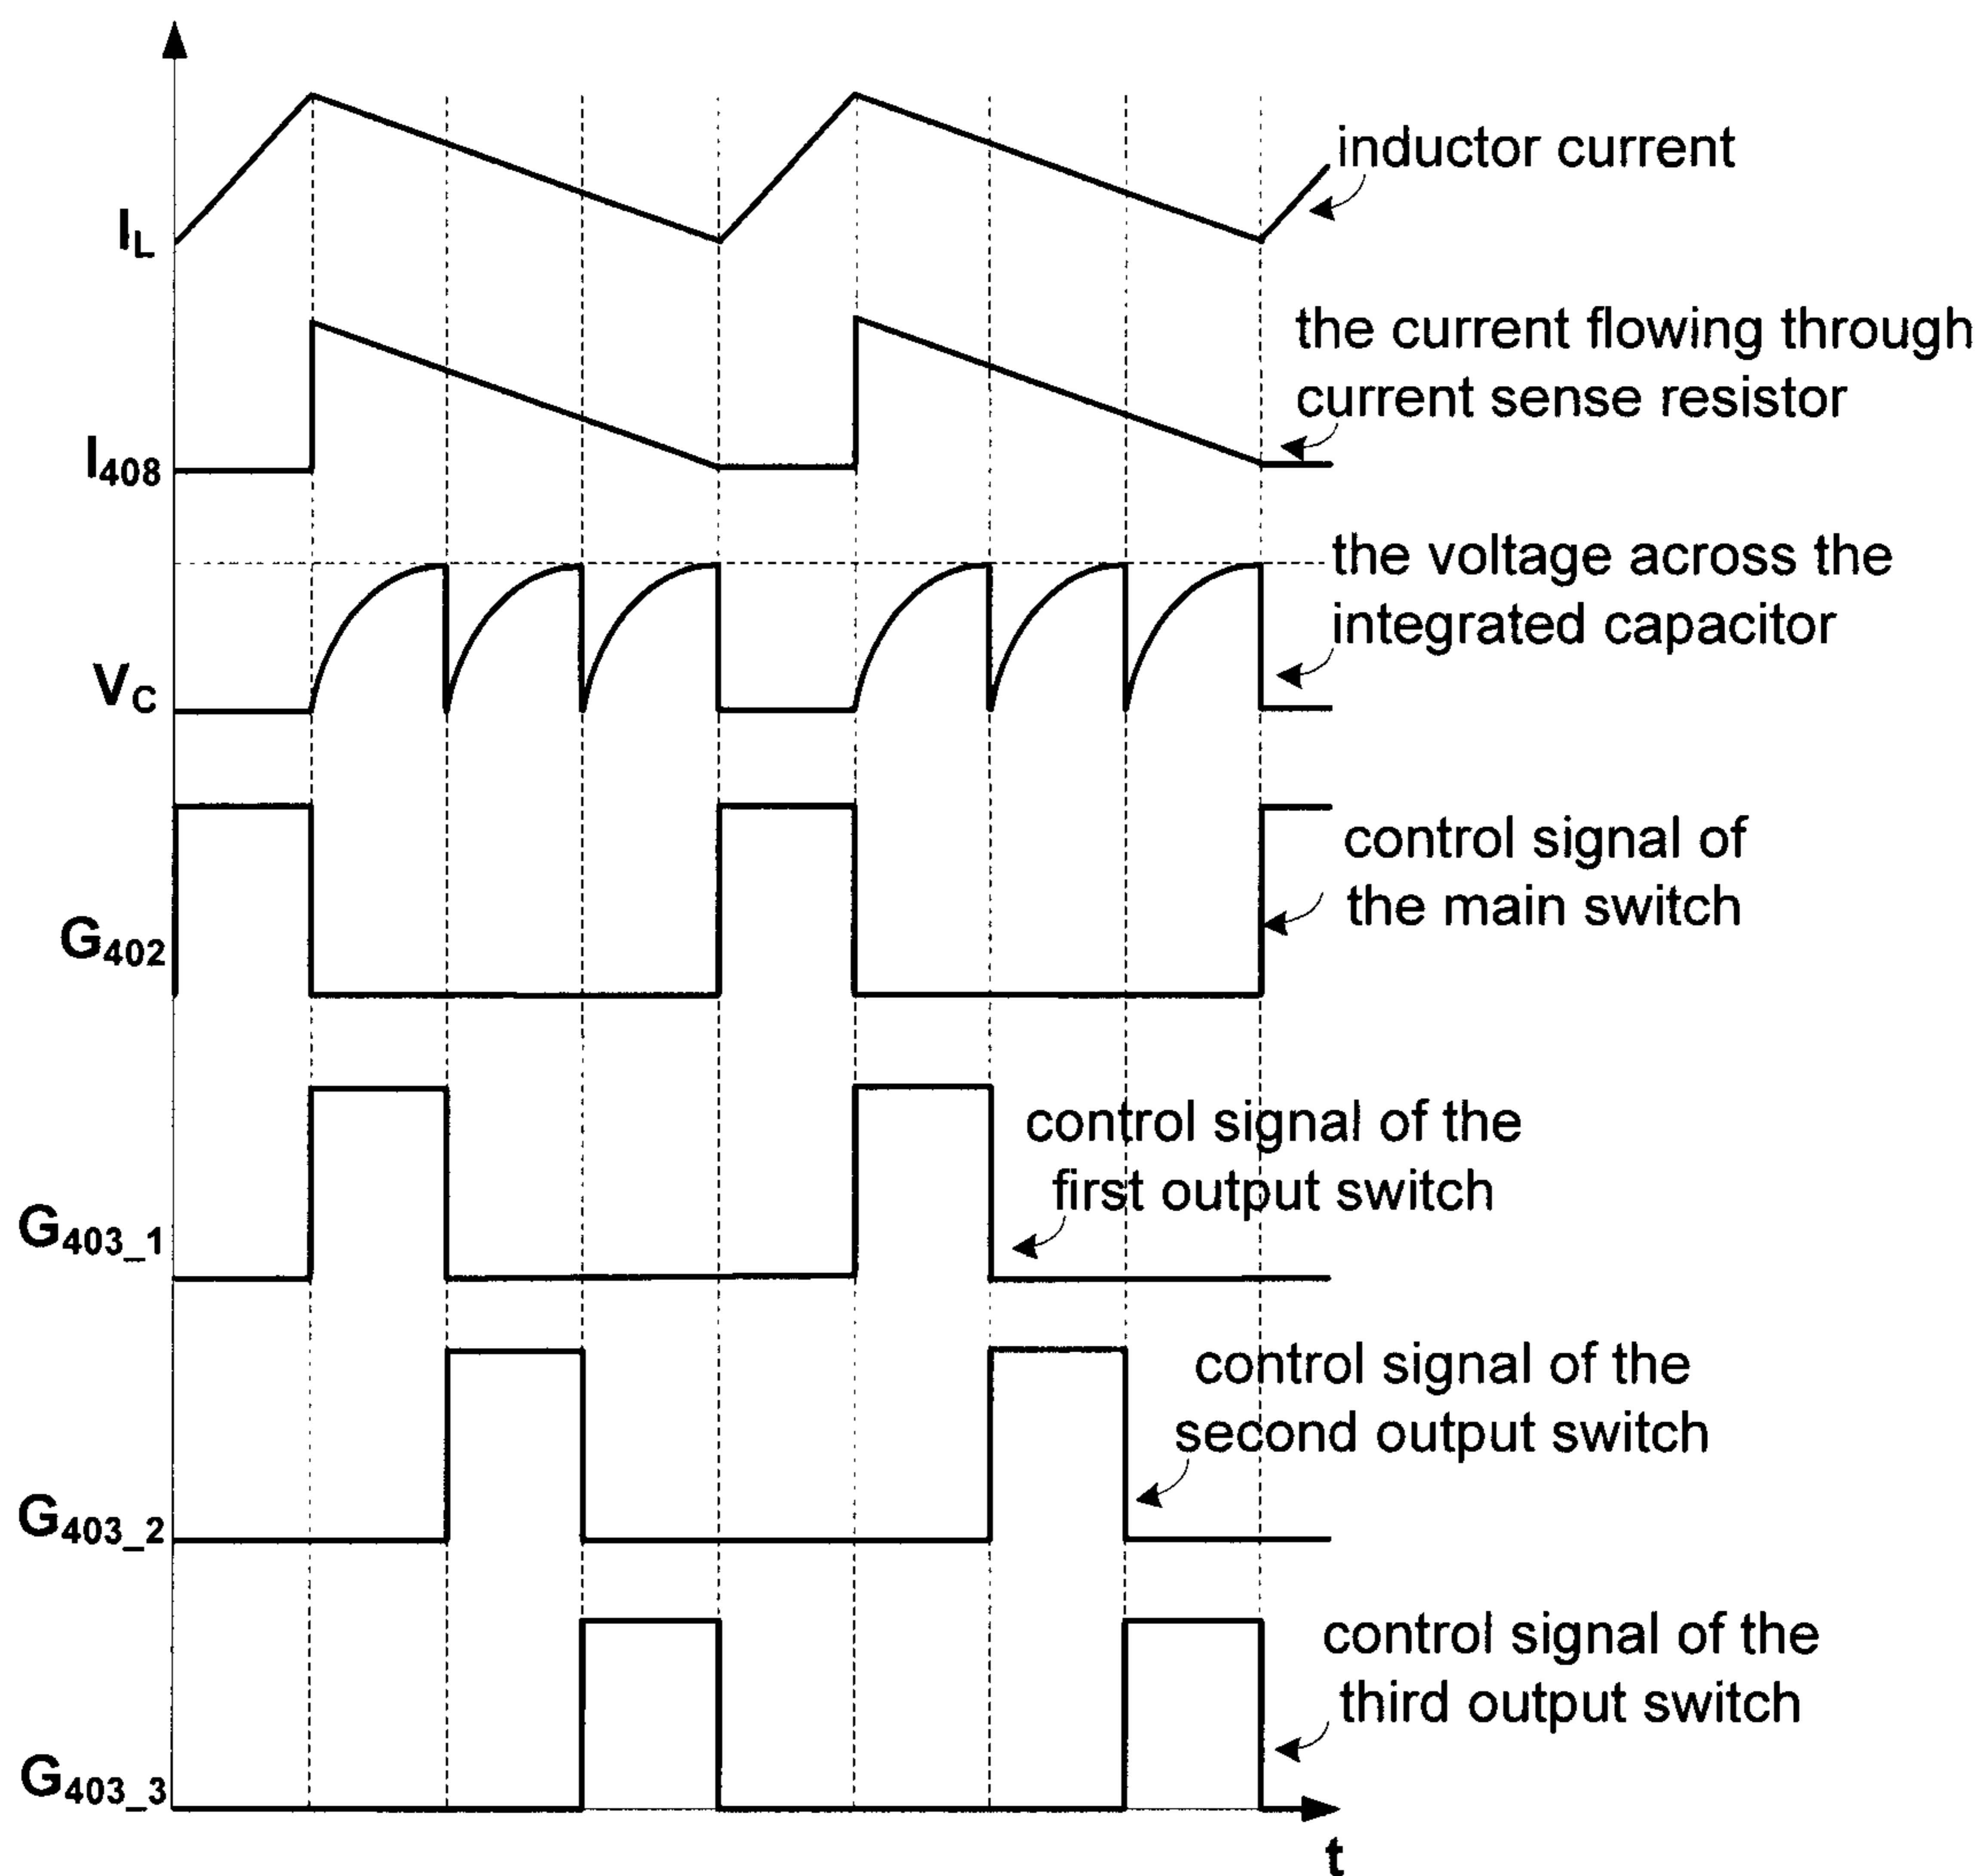 inductor current
I_L
the current flowing through
current sense resistor
I_408
the voltage across the
integrated capacitor
V_C
control signal of
the main switch
G_402
control signal of the
first output switch
G_403_1
control signal of the
second output switch
G_403_2
control signal of the
third output switch
G_403_3
t